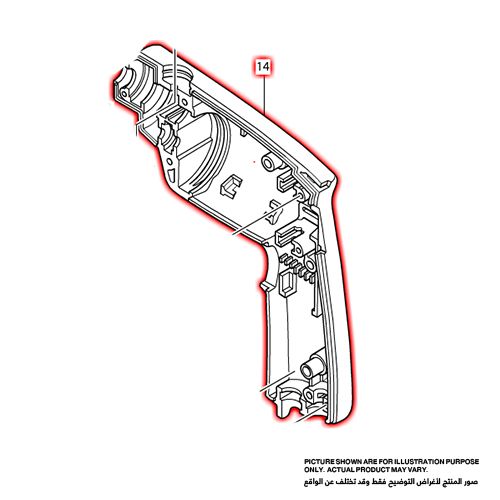 14
PICTURE SHOWN ARE FOR ILLUSTRATION PURPOSE
ONLY. ACTUAL PRODUCT MAY VARY.
صور المنتج لأغراض التوضيح فقط وقد تختلف عن الواقع